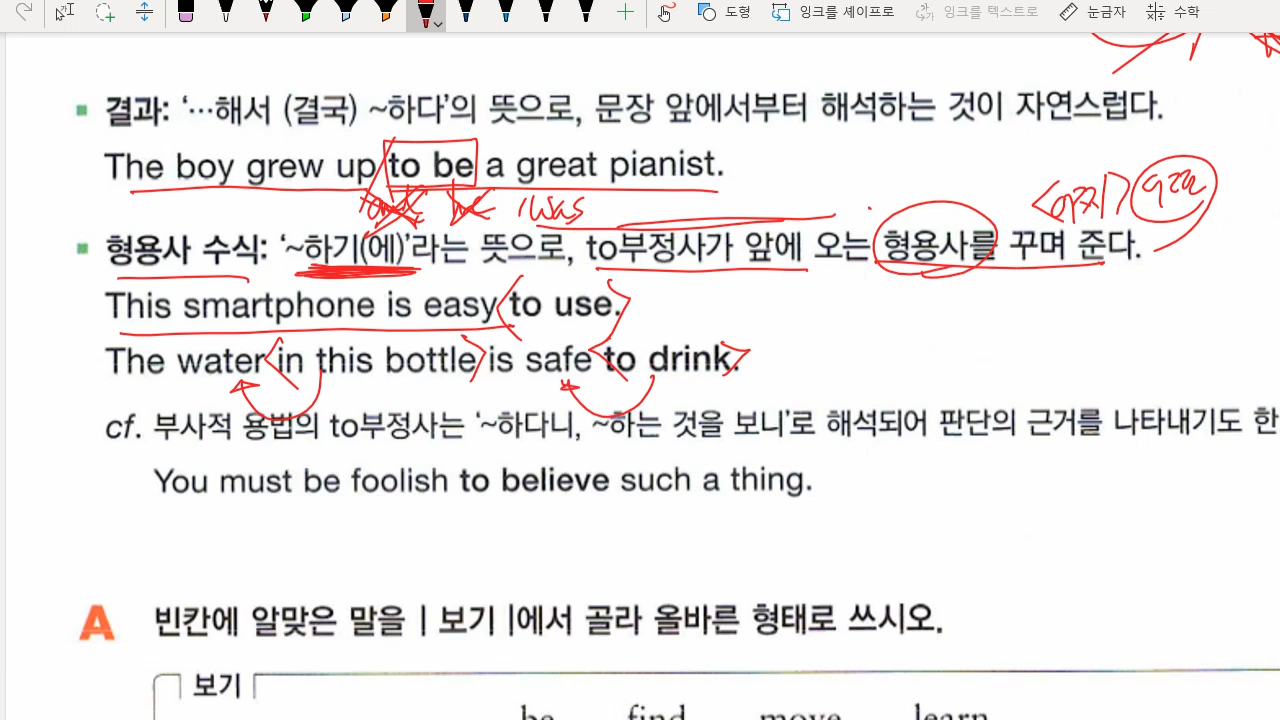 도형 잉크를 셰이프로 잉크를 텍스트로 눈금자 수학
결과: ‘…해서 (결국) ~하다’의 뜻으로, 문장 앞에서부터 해석하는 것이 자연스럽다.
The boy grew up to be a great pianist.
was
형용사 수식: ‘~하기(에)’라는 뜻으로, to부정사가 앞에 오는 형용사를 꾸며 준다.
This smartphone is easy to use.
The water in this bottle is safe to drink.
cf. 부사적 용법의 to부정사는 ‘~하다니, ~하는 것을 보니’로 해석되어 판단의 근거를 나타내기도 한
You must be foolish to believe such a thing.
A 빈칸에 알맞은 말을 | 보기 |에서 골라 올바른 형태로 쓰시오.
보기
be find move learn